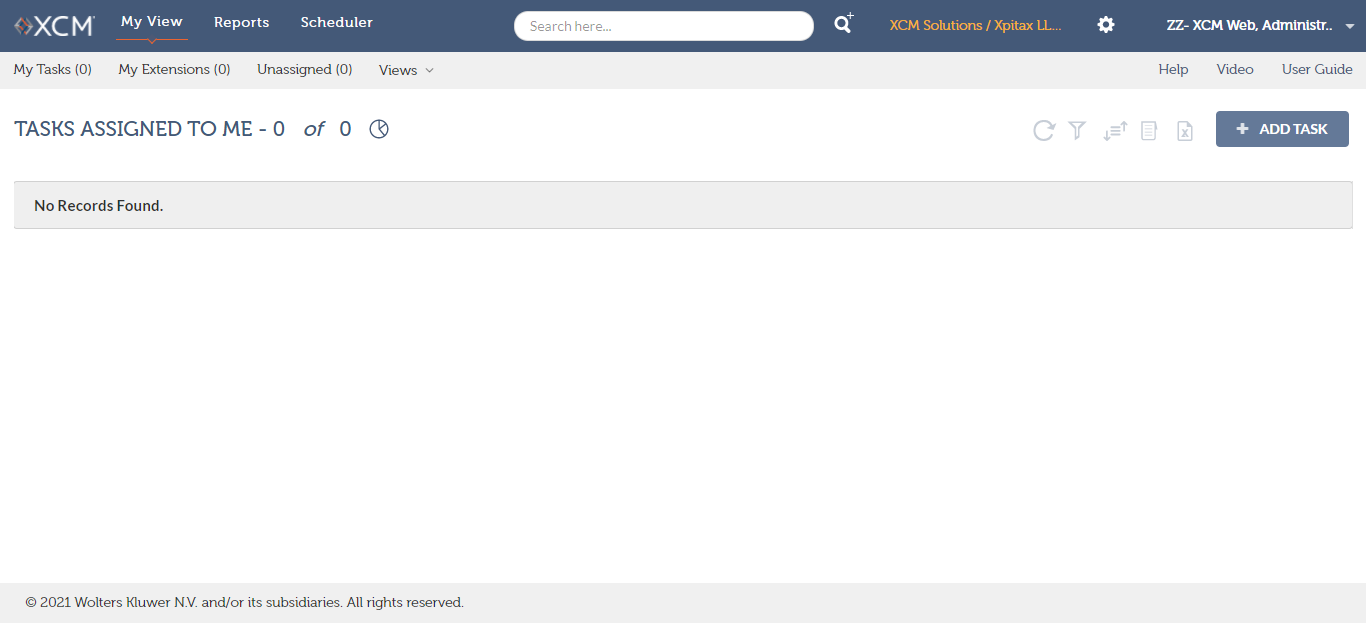 XCM My View Reports Scheduler Search here... XCM Solutions / Xpitax LL... ZZ- XCM Web, Administr..
My Tasks (0) My Extensions (0) Unassigned (0) Views Help Video User Guide
TASKS ASSIGNED TO ME - 0 of 0 + ADD TASK
No Records Found.
© 2021 Wolters Kluwer N.V. and/or its subsidiaries. All rights reserved.